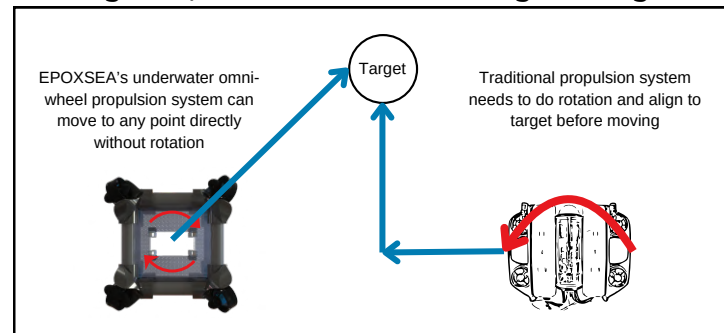 EPOXSEA's underwater omni-
wheel propulsion system can
move to any point directly
without rotation
Target
Traditional propulsion system
needs to do rotation and align to
target before moving